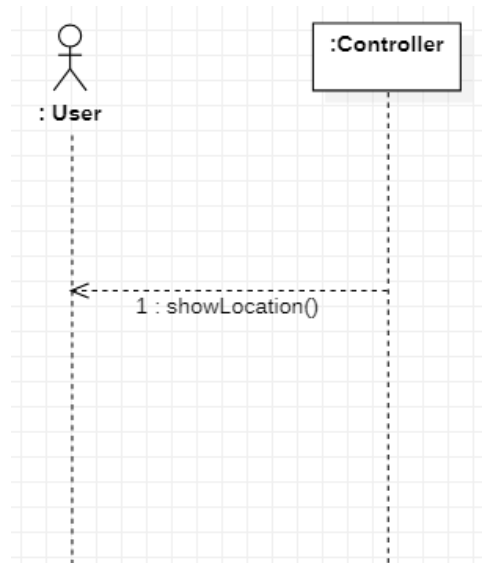 :Controller
: User
1 : showLocation()